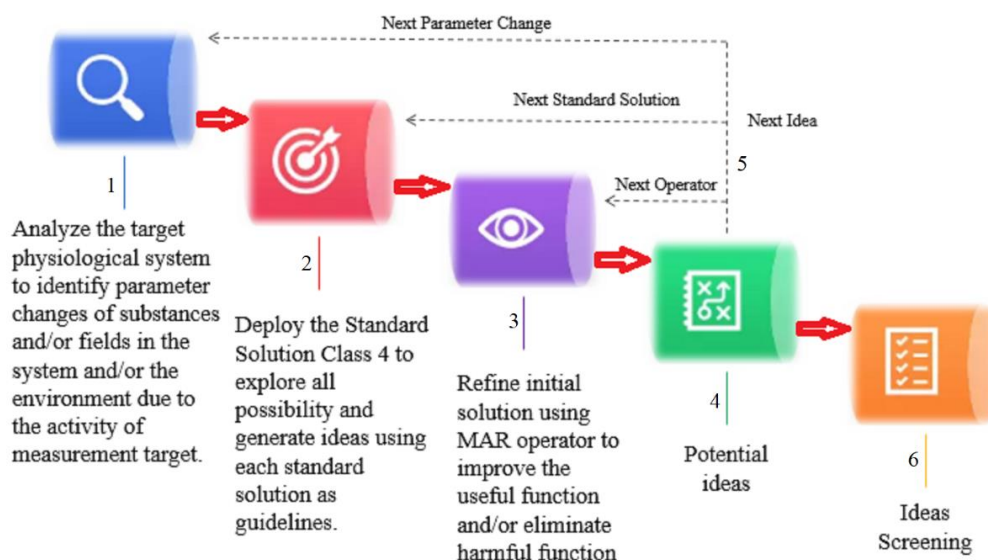 Next Parameter Change
Next Standard Solution
Next Idea
5
Next Operator
1
Analyze the target
physiological system
to identify parameter
changes of substances
and/or fields in the
system and/or the
environment due to
the activity of
measurement target.
2
Deploy the Standard
Solution Class 4 to
explore all
possibility and
generate ideas using
each standard
solution as
guidelines.
3
Refine initial
solution using
MAR operator to
improve the
useful function
and/or eliminate
harmful function
4
Potential
ideas
6
Ideas
Screening